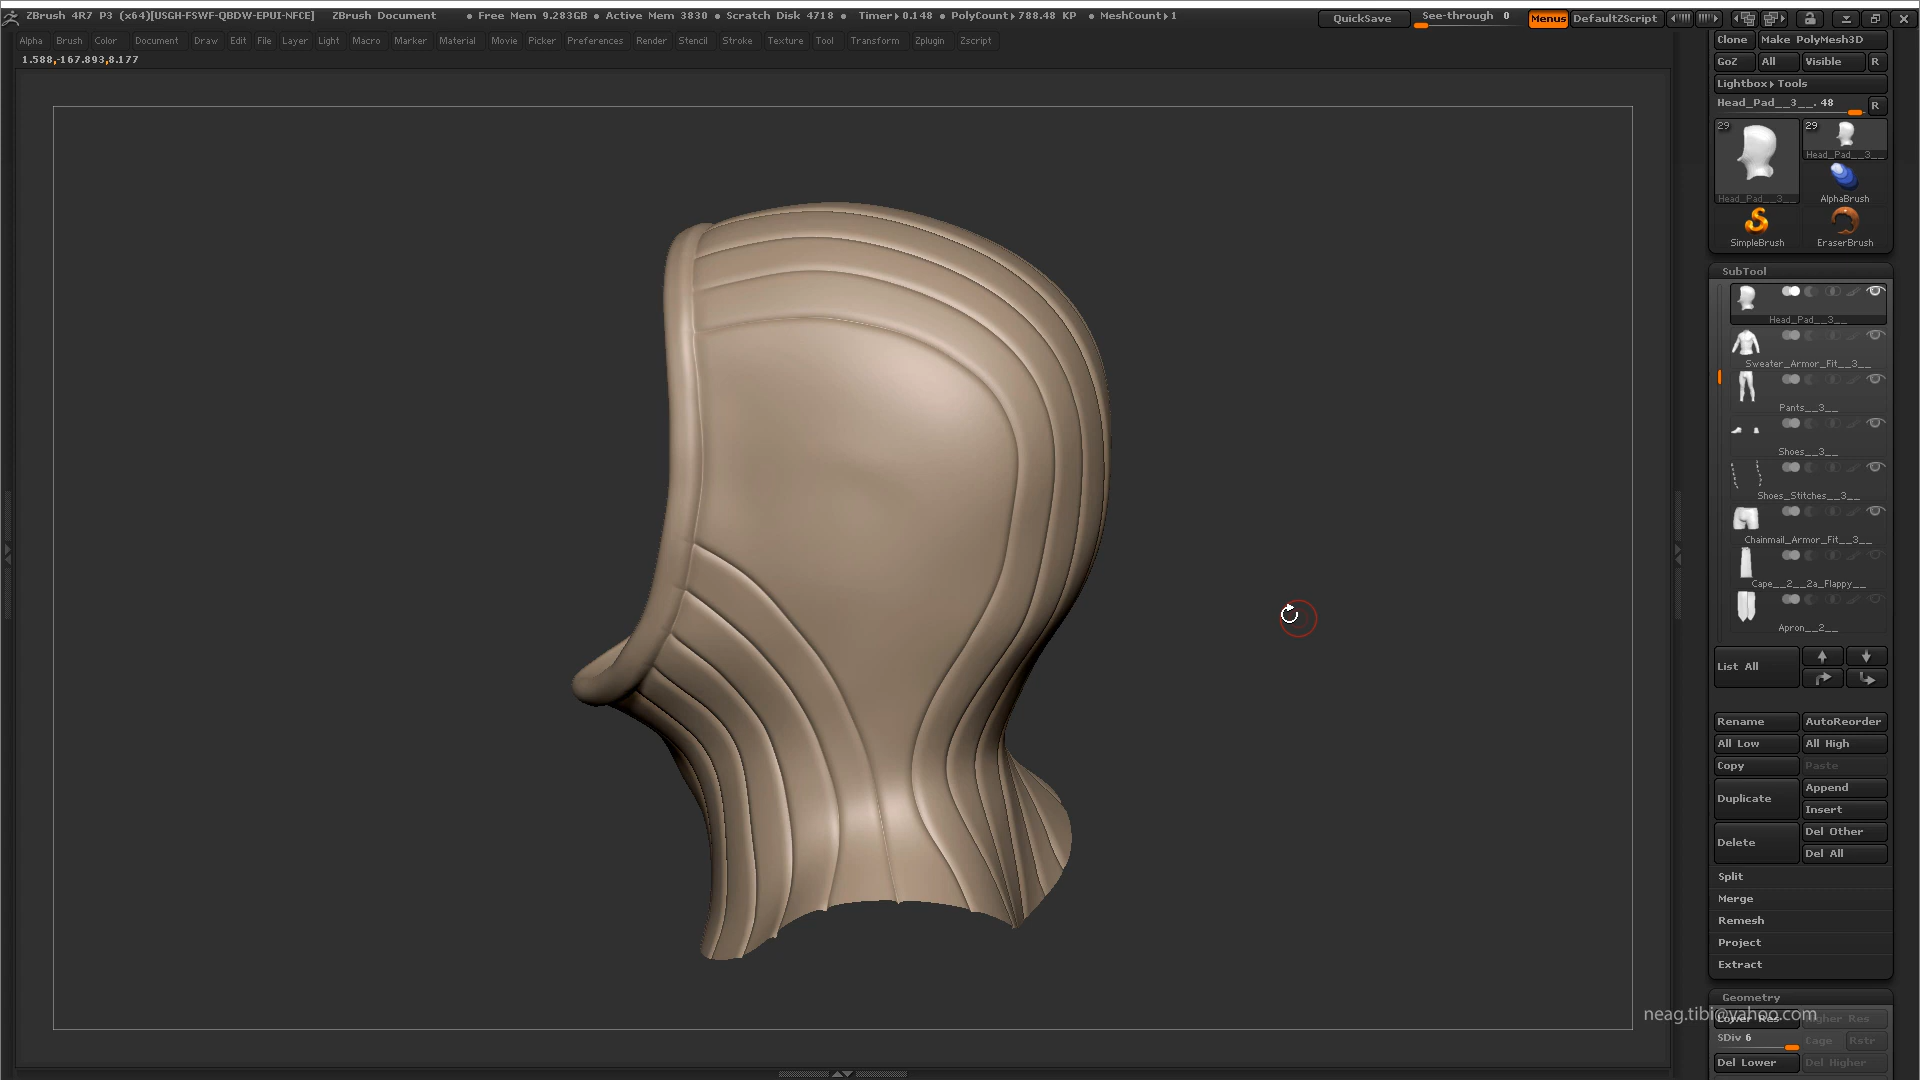 ZBrush 4R7 P3 (x64)[USGH-FSWF-QBDW-EPUI-NFCE] ZBrush Document • Free Mem 9.283GB • Active Mem 3830 • Scratch Disk 4718 • Timer▸0.148 • PolyCount▸788.48 KP • MeshCount▸1 QuickSave See-through 0 Menus DefaultZScript
Alpha Brush Color Document Draw Edit File Layer Light Macro Marker Material Movie Picker Preferences Render Stencil Stroke Texture Tool Transform Zplugin Zscript
1.588,-167.893,8.177
Clone Make PolyMesh3D
GoZ All Visible R
Lightbox▸Tools
Head_Pad__3__. 48 R
29 29
Head_Pad__3__
Head_Pad__3__ AlphaBrush
SimpleBrush EraserBrush
SubTool
Head_Pad__3__
Sweater_Armor_Fit__3__
Pants__3__
Shoes__3__
Shoes_Stitches__3__
Chainmail_Armor_Fit__3__
Cape__2__2a_Flappy__
Apron__2__
List All
Rename AutoReorder
All Low All High
Copy Paste
Duplicate Append
Insert
Delete Del Other
Del All
Split
Merge
Remesh
Project
Extract
Geometry
neag.tibi@yahoo.com
Lower Res Higher Res
SDiv 6 Cage Rstr
Del Lower Del Higher